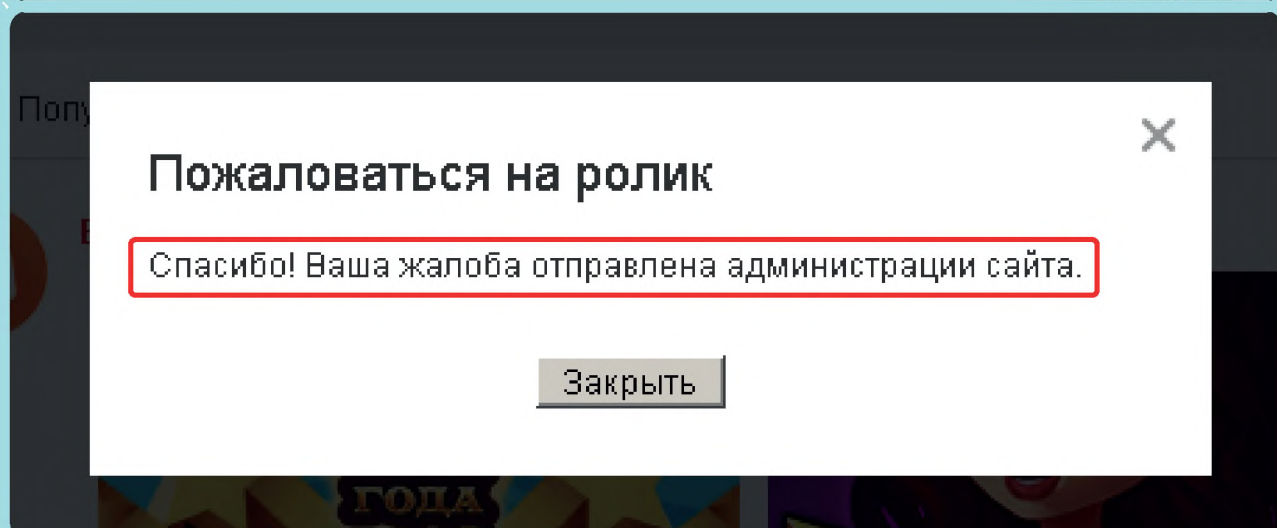 Пожаловаться на ролик
Спасибо! Ваша жалоба отправлена администрации сайта.
Закрыть
ГОДА